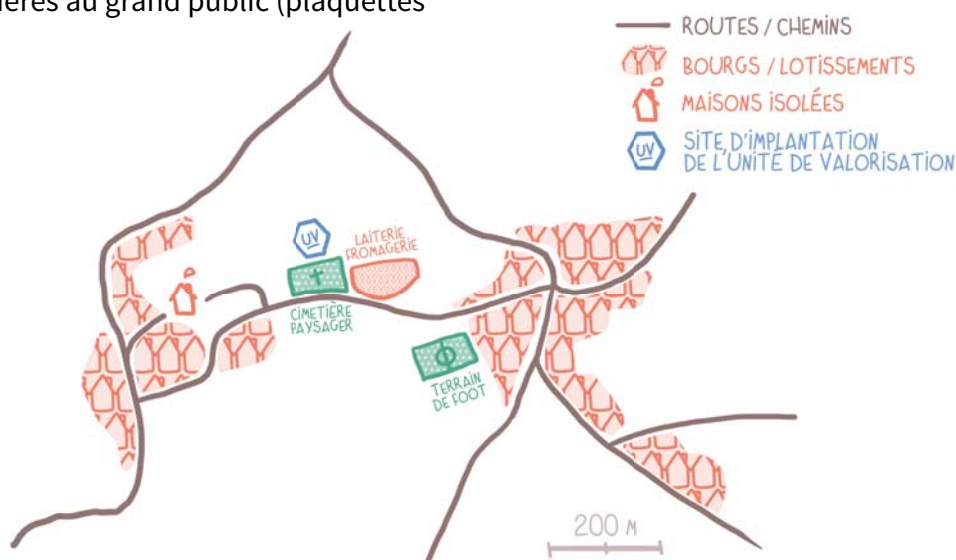 ières au grand public (plaquettes
ROUTES / CHEMINS
BOURGS / LOTISSEMENTS
MAISONS ISOLÉES
UV
SITE D'IMPLANTATION
DE L'UNITÉ DE VALORISATION
UV
LAITERIE
FROMAGERIE
CIMETIÈRE
PAYSAGER
TERRAIN
DE FOOT
200 M